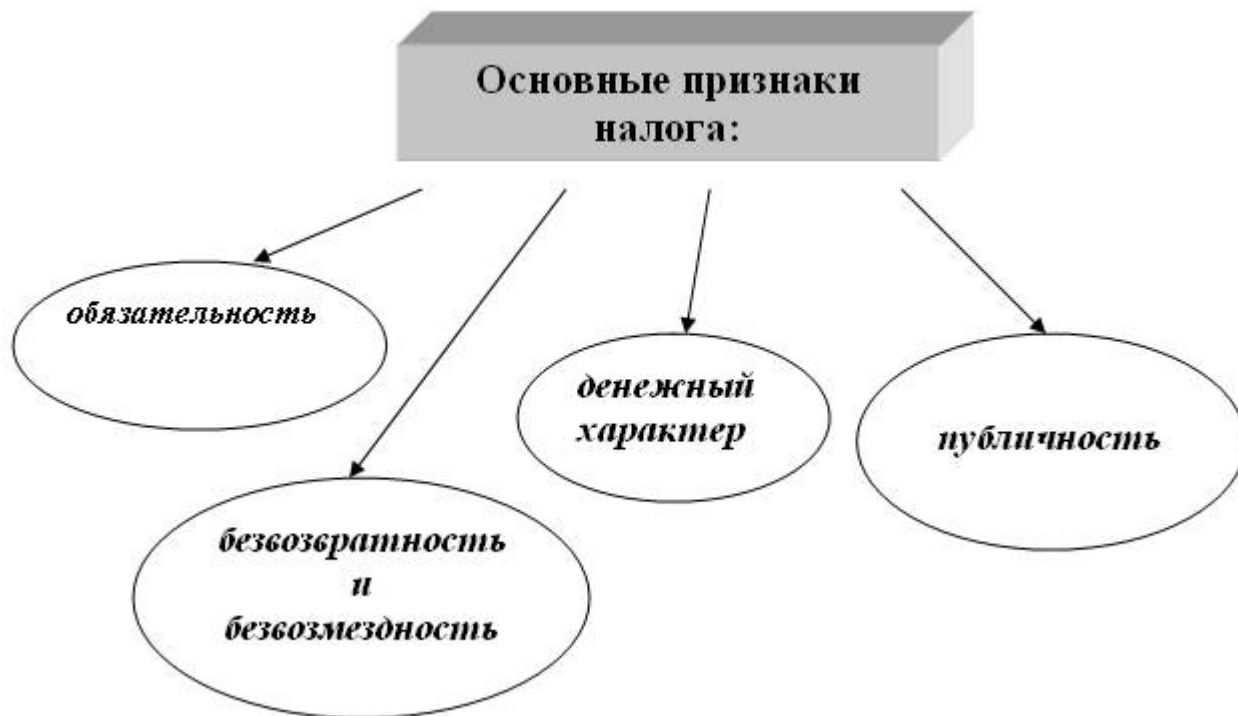 Основные признаки
налога:
обязательность
безвозвратность
и
безвозмездность
денежный
характер
публичность